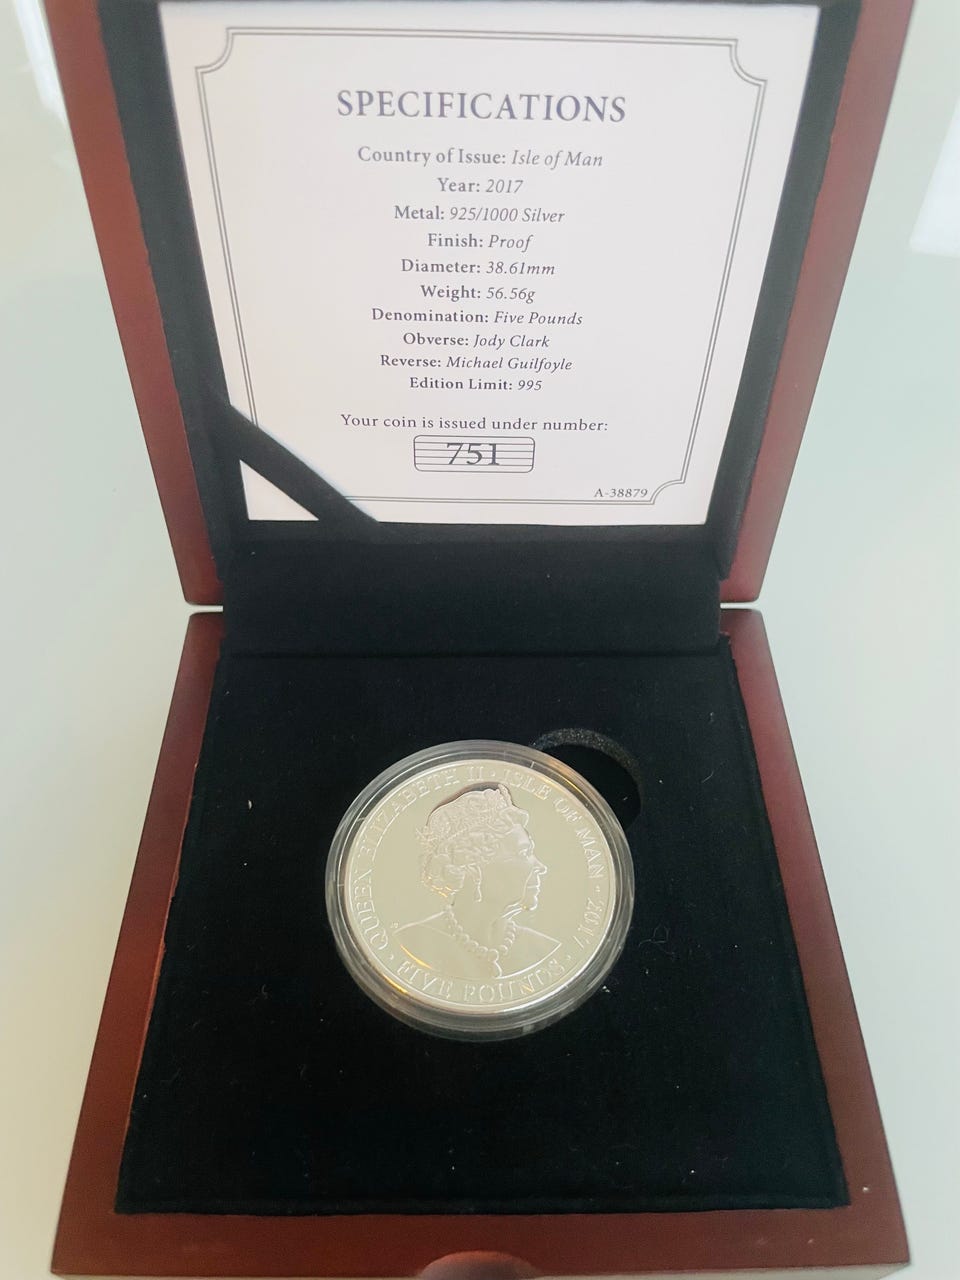 SPECIFICATIONS
Country of Issue: Isle of Man
Year: 2017
Metal: 925/1000 Silver
Finish: Proof
Diameter: 38.61mm
Weight: 56.56g
Denomination: Five Pounds
Obverse: Jody Clark
Reverse: Michael Guilfoyle
Edition Limit: 995
Your coin is issued under number:
751
A-38879
QUEEN ELIZABETH II · ISLE OF MAN · 2017
· FIVE POUNDS ·